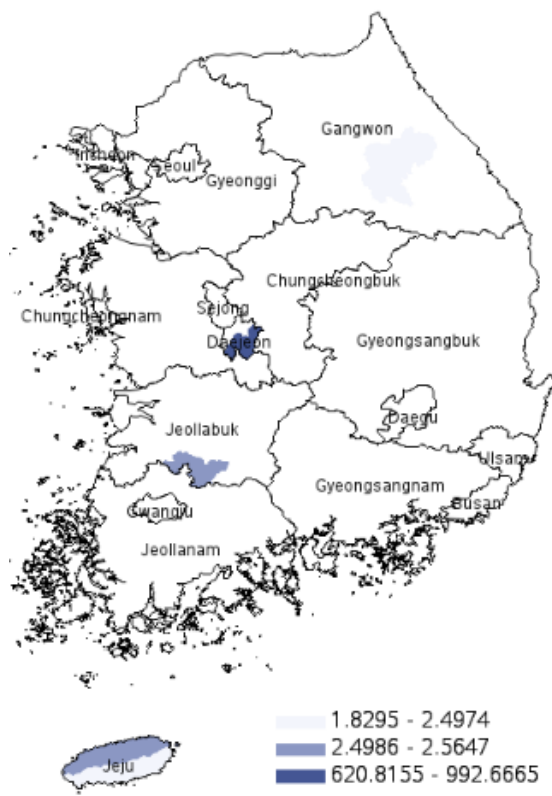 Gangwon
Incheon
Seoul
Gyeonggi
Chungcheongbuk
Sejong
Chungcheongnam
Daejeon
Gyeongsangbuk
Daegu
Jeollabuk
Ulsan
Gyeongsangnam
Busan
Gwangju
Jeollanam
Jeju
1.8295 - 2.4974
2.4986 - 2.5647
620.8155 - 992.6665